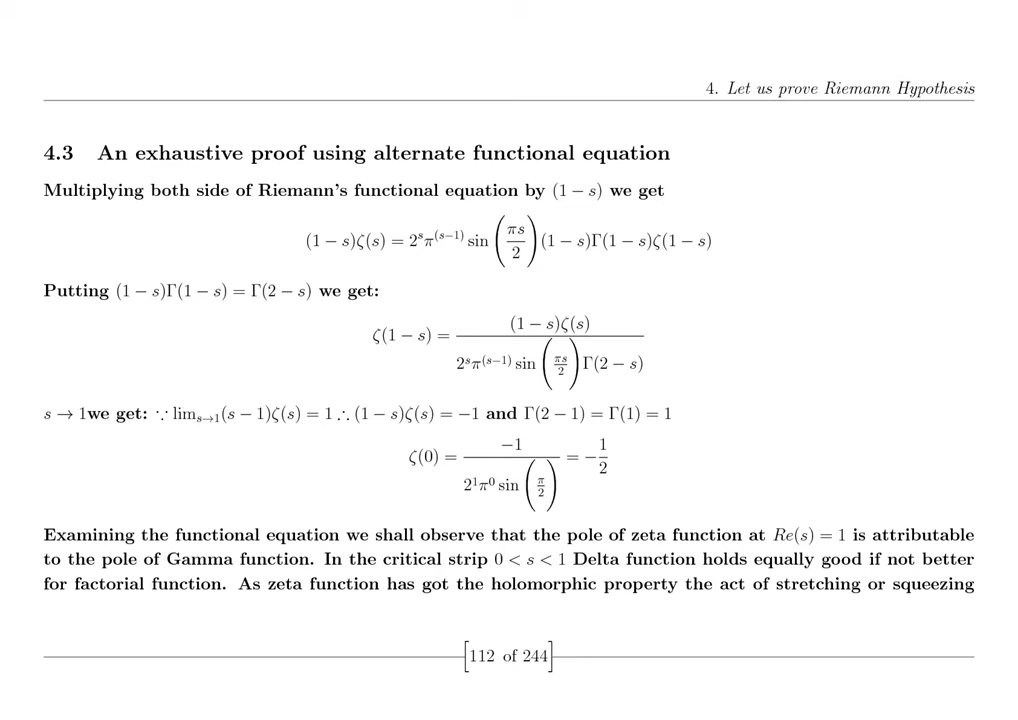 4. Let us prove Riemann Hypothesis
4.3 An exhaustive proof using alternate functional equation
Multiplying both side of Riemann's functional equation by (1 − s) we get
(1 − s)ζ(s) = 2^s π^(s−1) sin(πs/2)(1 − s)Γ(1 − s)ζ(1 − s)
Putting (1 − s)Γ(1 − s) = Γ(2 − s) we get:
ζ(1 − s) = (1 − s)ζ(s) / 2^s π^(s−1) sin(πs/2)Γ(2 − s)
s → 1we get: ∵ lim_{s→1}(s − 1)ζ(s) = 1 ∴ (1 − s)ζ(s) = −1 and Γ(2 − 1) = Γ(1) = 1
ζ(0) = −1 / 2^1 π^0 sin(π/2) = −1/2
Examining the functional equation we shall observe that the pole of zeta function at Re(s) = 1 is attributable
to the pole of Gamma function. In the critical strip 0 < s < 1 Delta function holds equally good if not better
for factorial function. As zeta function has got the holomorphic property the act of stretching or squeezing
[112 of 244]